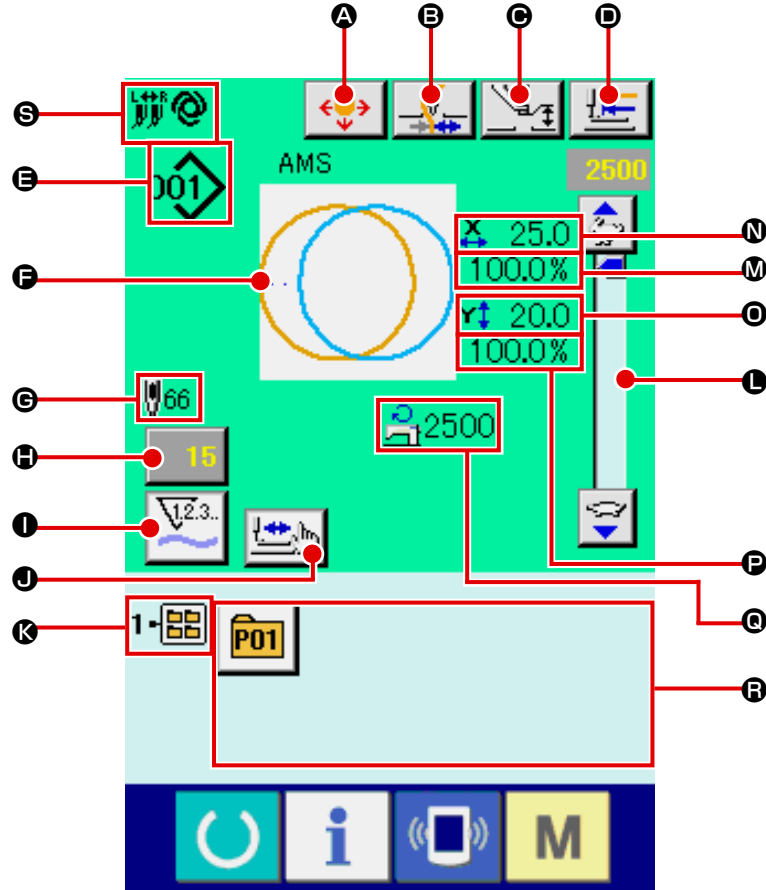 A B C D
S L R
E 001 AMS 2500
X 25.0 N
F 100.0% M
Y 20.0 O
100.0% L
G 66
2500
H 15
I 1.2.3..
J P
K 1 P01 Q
R
i M